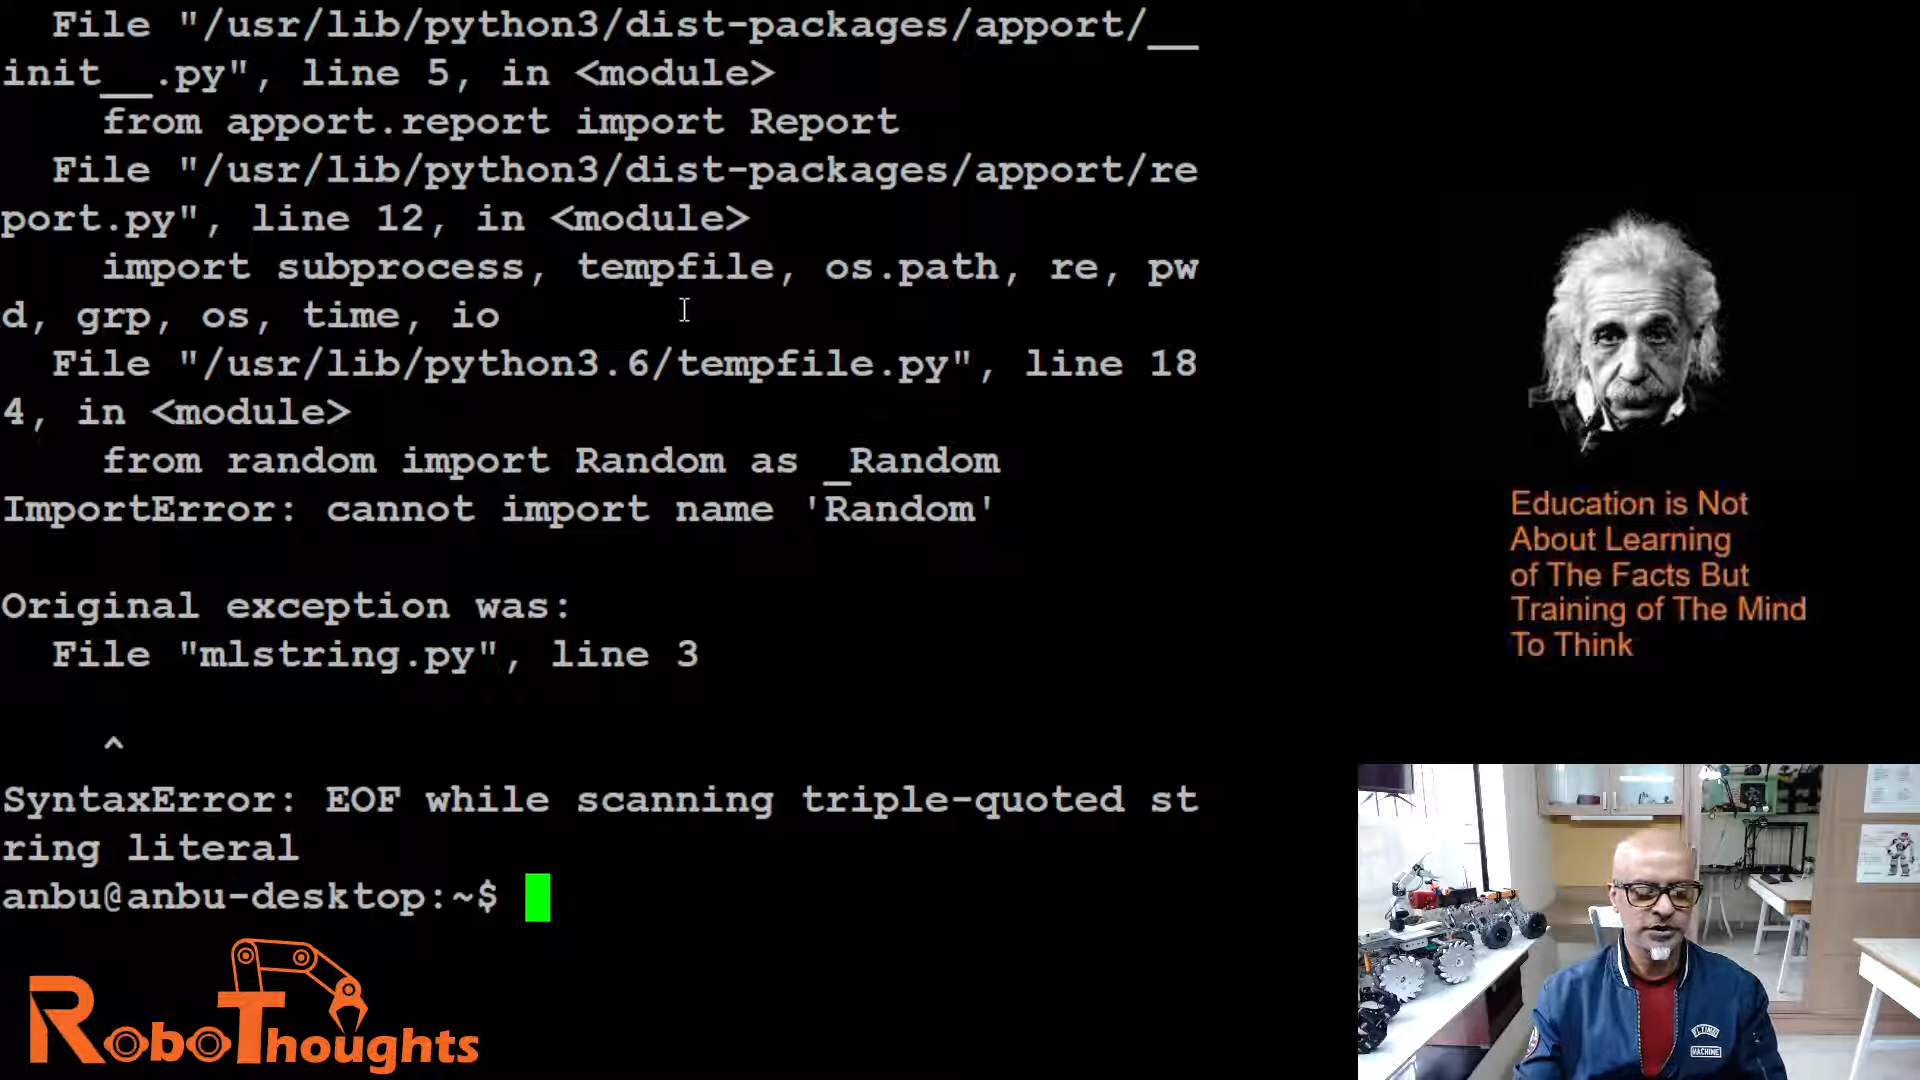 File "/usr/lib/python3/dist-packages/apport/__
init__.py", line 5, in <module>
from apport.report import Report
File "/usr/lib/python3/dist-packages/apport/re
port.py", line 12, in <module>
import subprocess, tempfile, os.path, re, pw
d, grp, os, time, io
File "/usr/lib/python3.6/tempfile.py", line 18
4, in <module>
from random import Random as _Random
ImportError: cannot import name 'Random'
Original exception was:
File "mlstring.py", line 3
^
SyntaxError: EOF while scanning triple-quoted st
ring literal
anbu@anbu-desktop:~$
RoboThoughts
Education is Not
About Learning
of The Facts But
Training of The Mind
To Think